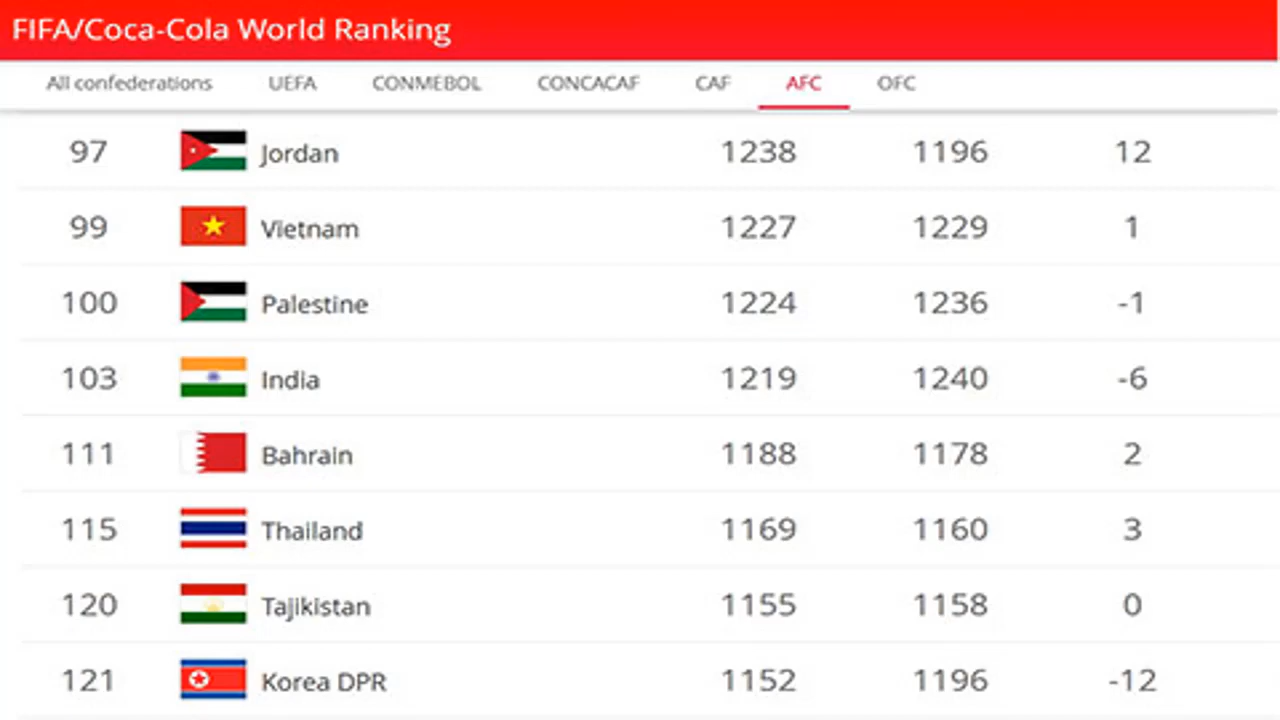 FIFA/Coca-Cola World Ranking
All confederations UEFA CONMEBOL CONCACAF CAF AFC OFC
97 Jordan 1238 1196 12
99 Vietnam 1227 1229 1
100 Palestine 1224 1236 -1
103 India 1219 1240 -6
111 Bahrain 1188 1178 2
115 Thailand 1169 1160 3
120 Tajikistan 1155 1158 0
121 Korea DPR 1152 1196 -12